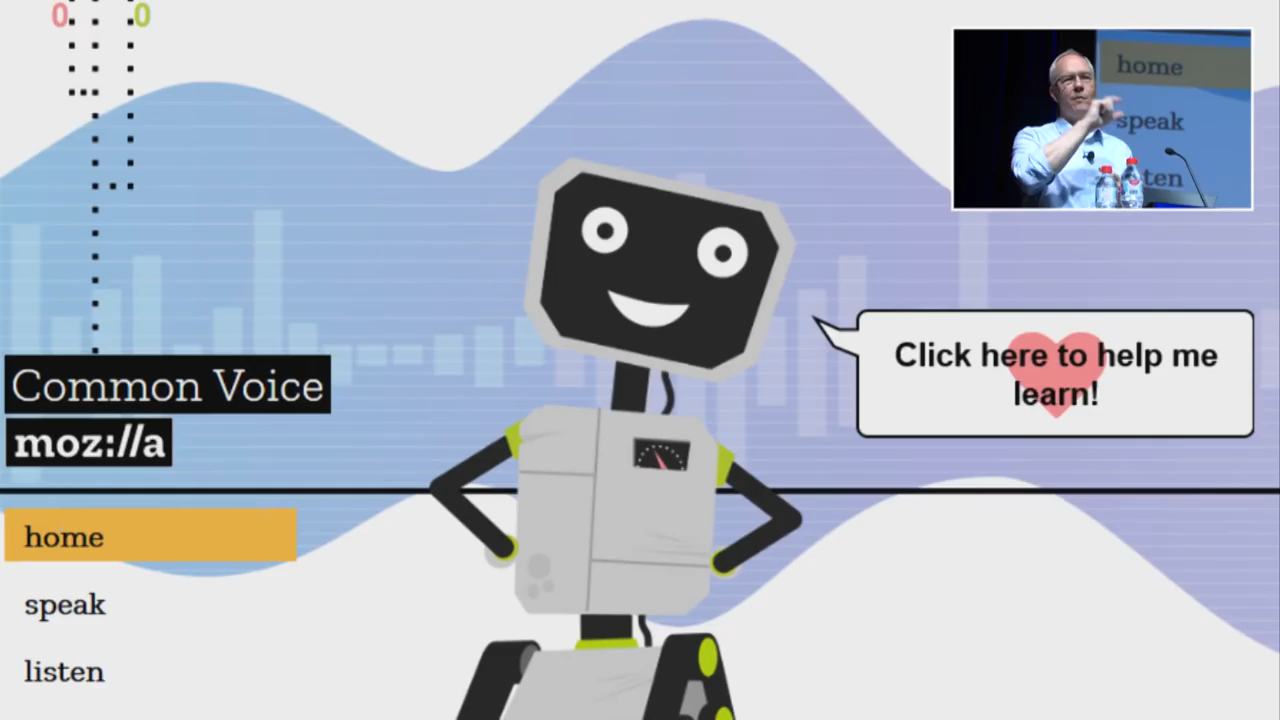 0
0
home
speak
ten
Click here to help me
learn!
Common Voice
moz://a
home
speak
listen